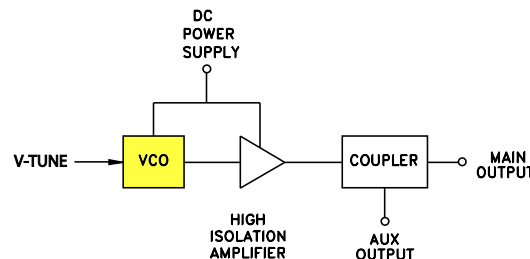 DC
POWER
SUPPLY
V-TUNE
VCO
COUPLER
MAIN
OUTPUT
HIGH
ISOLATION
AMPLIFIER
AUX
OUTPUT